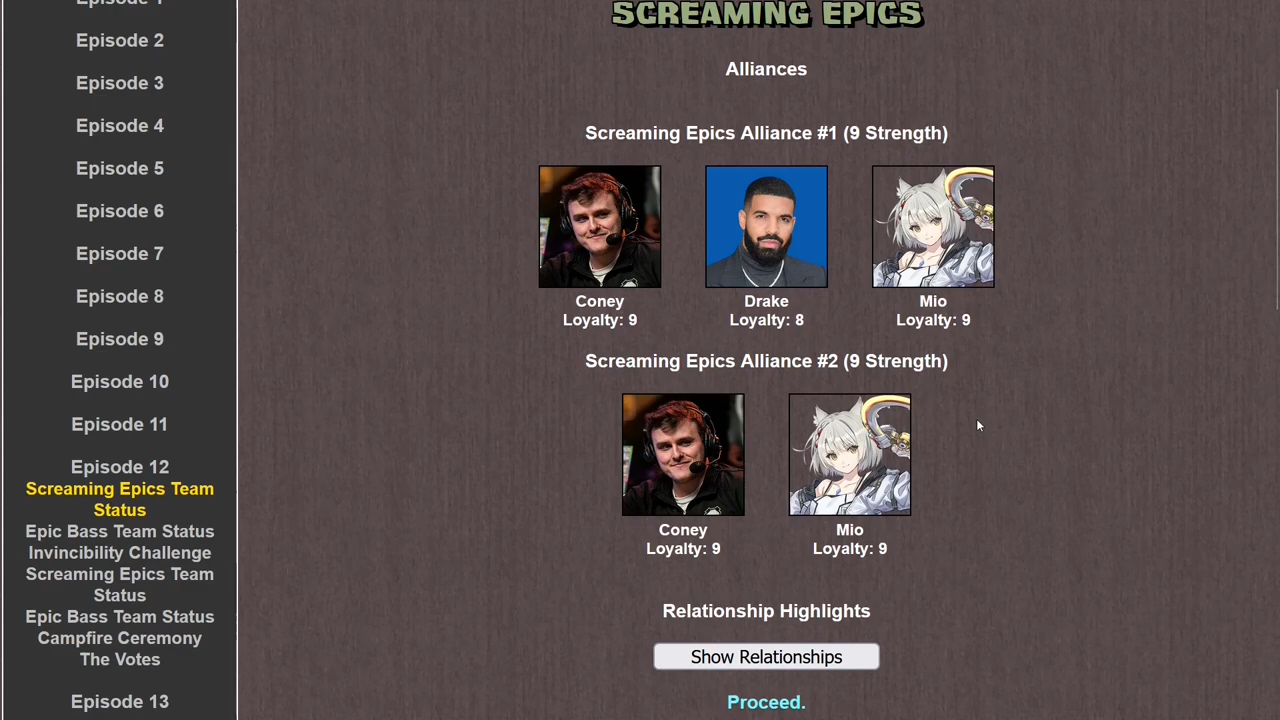 Episode 1
Episode 2
Episode 3
Episode 4
Episode 5
Episode 6
Episode 7
Episode 8
Episode 9
Episode 10
Episode 11
Episode 12
Screaming Epics Team
Status
Epic Bass Team Status
Invincibility Challenge
Screaming Epics Team
Status
Epic Bass Team Status
Campfire Ceremony
The Votes
Episode 13
SCREAMING EPICS
Alliances
Screaming Epics Alliance #1 (9 Strength)
Coney
Loyalty: 9
Drake
Loyalty: 8
Mio
Loyalty: 9
Screaming Epics Alliance #2 (9 Strength)
Coney
Loyalty: 9
Mio
Loyalty: 9
Relationship Highlights
Show Relationships
Proceed.